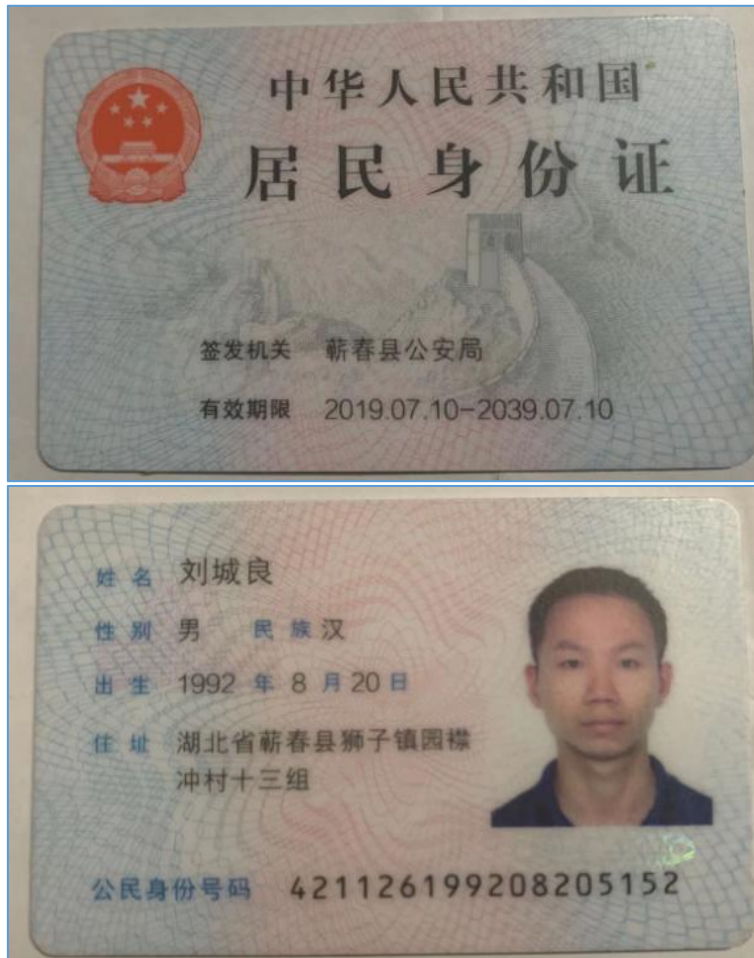 中华人民共和国
居民身份证
签发机关 蕲春县公安局
有效期限 2019.07.10-2039.07.10
姓名 刘城良
性别 男 民族 汉
出生 1992 年 8 月 20 日
住址 湖北省蕲春县狮子镇园襟
冲村十三组
公民身份号码 421126199208205152